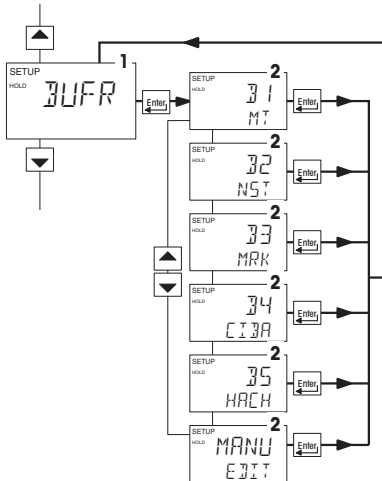 1
SETUP
HOLD
BUFR
Enter
2
SETUP
HOLD
B1
MT
Enter
2
SETUP
HOLD
B2
NST
Enter
2
SETUP
HOLD
B3
MRK
Enter
2
SETUP
HOLD
B4
CIBA
Enter
2
SETUP
HOLD
B5
HACH
Enter
2
SETUP
HOLD
MANU
EDIT
Enter